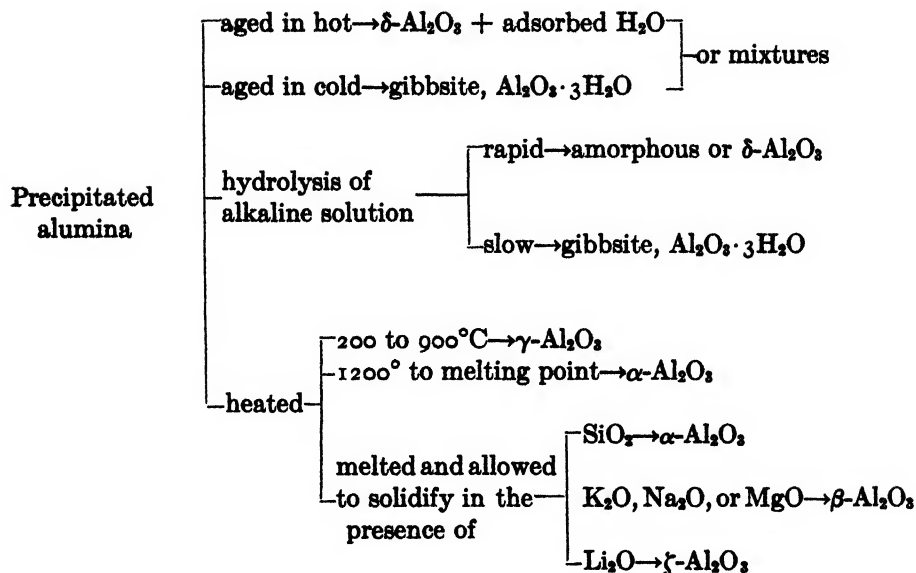 aged in hot→δ-Al₂O₃ + adsorbed H₂O
or mixtures
aged in cold→gibbsite, Al₂O₃·3H₂O
rapid→amorphous or δ-Al₂O₃
Precipitated
alumina
hydrolysis of
alkaline solution
slow→gibbsite, Al₂O₃·3H₂O
200 to 900°C→γ-Al₂O₃
1200° to melting point→α-Al₂O₃
heated
SiO₂→α-Al₂O₃
melted and allowed
to solidify in the
presence of
K₂O, Na₂O, or MgO→β-Al₂O₃
Li₂O→ζ-Al₂O₃